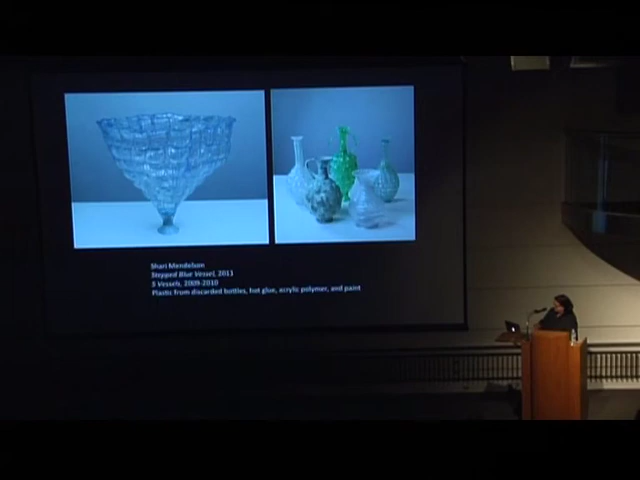 Shari Mendelson
Stepped Blue Vessel, 2011
5 Vessels, 2009-2010
Plastic from discarded bottles, hot glue, acrylic polymer, and paint